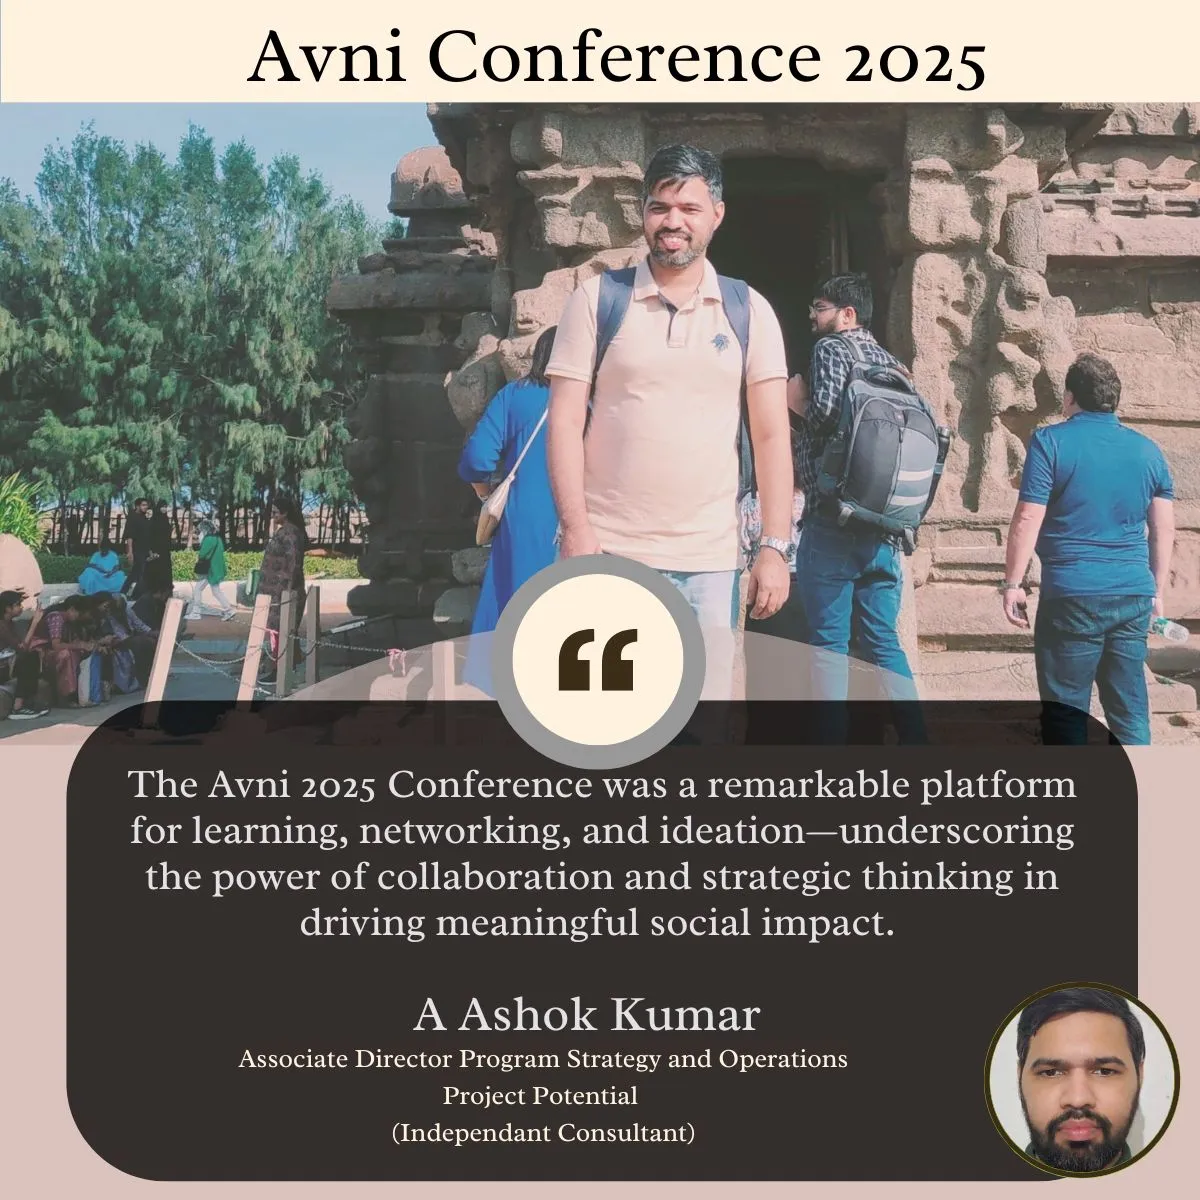 Avni Conference 2025
“
The Avni 2025 Conference was a remarkable platform
for learning, networking, and ideation—underscoring
the power of collaboration and strategic thinking in
driving meaningful social impact.
A Ashok Kumar
Associate Director Program Strategy and Operations
Project Potential
(Independant Consultant)